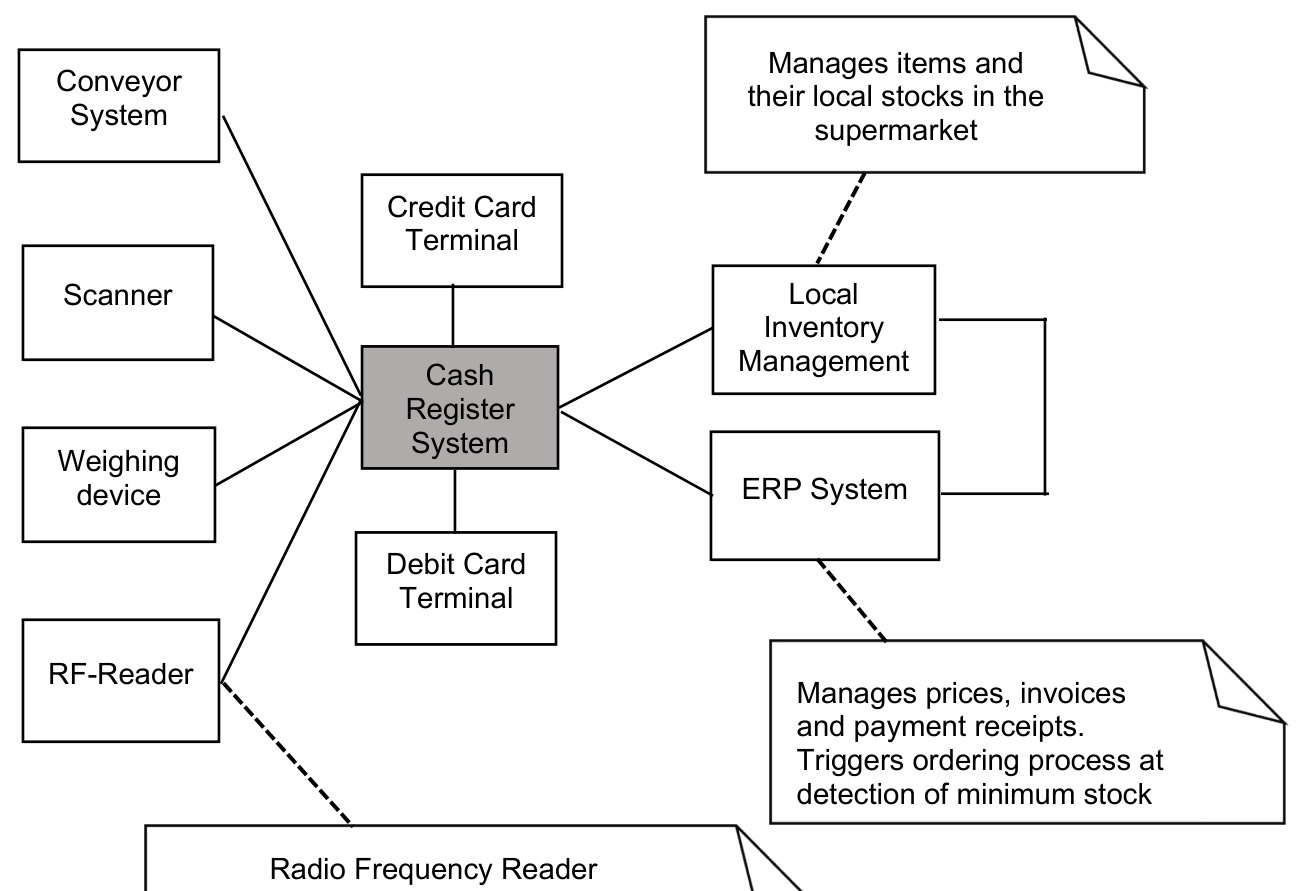 Conveyor
System
Manages items and
their local stocks in the
supermarket
Credit Card
Terminal
Scanner
Local
Inventory
Management
Cash
Register
System
Weighing
device
ERP System
Debit Card
Terminal
RF-Reader
Manages prices, invoices
and payment receipts.
Triggers ordering process at
detection of minimum stock
Radio Frequency Reader